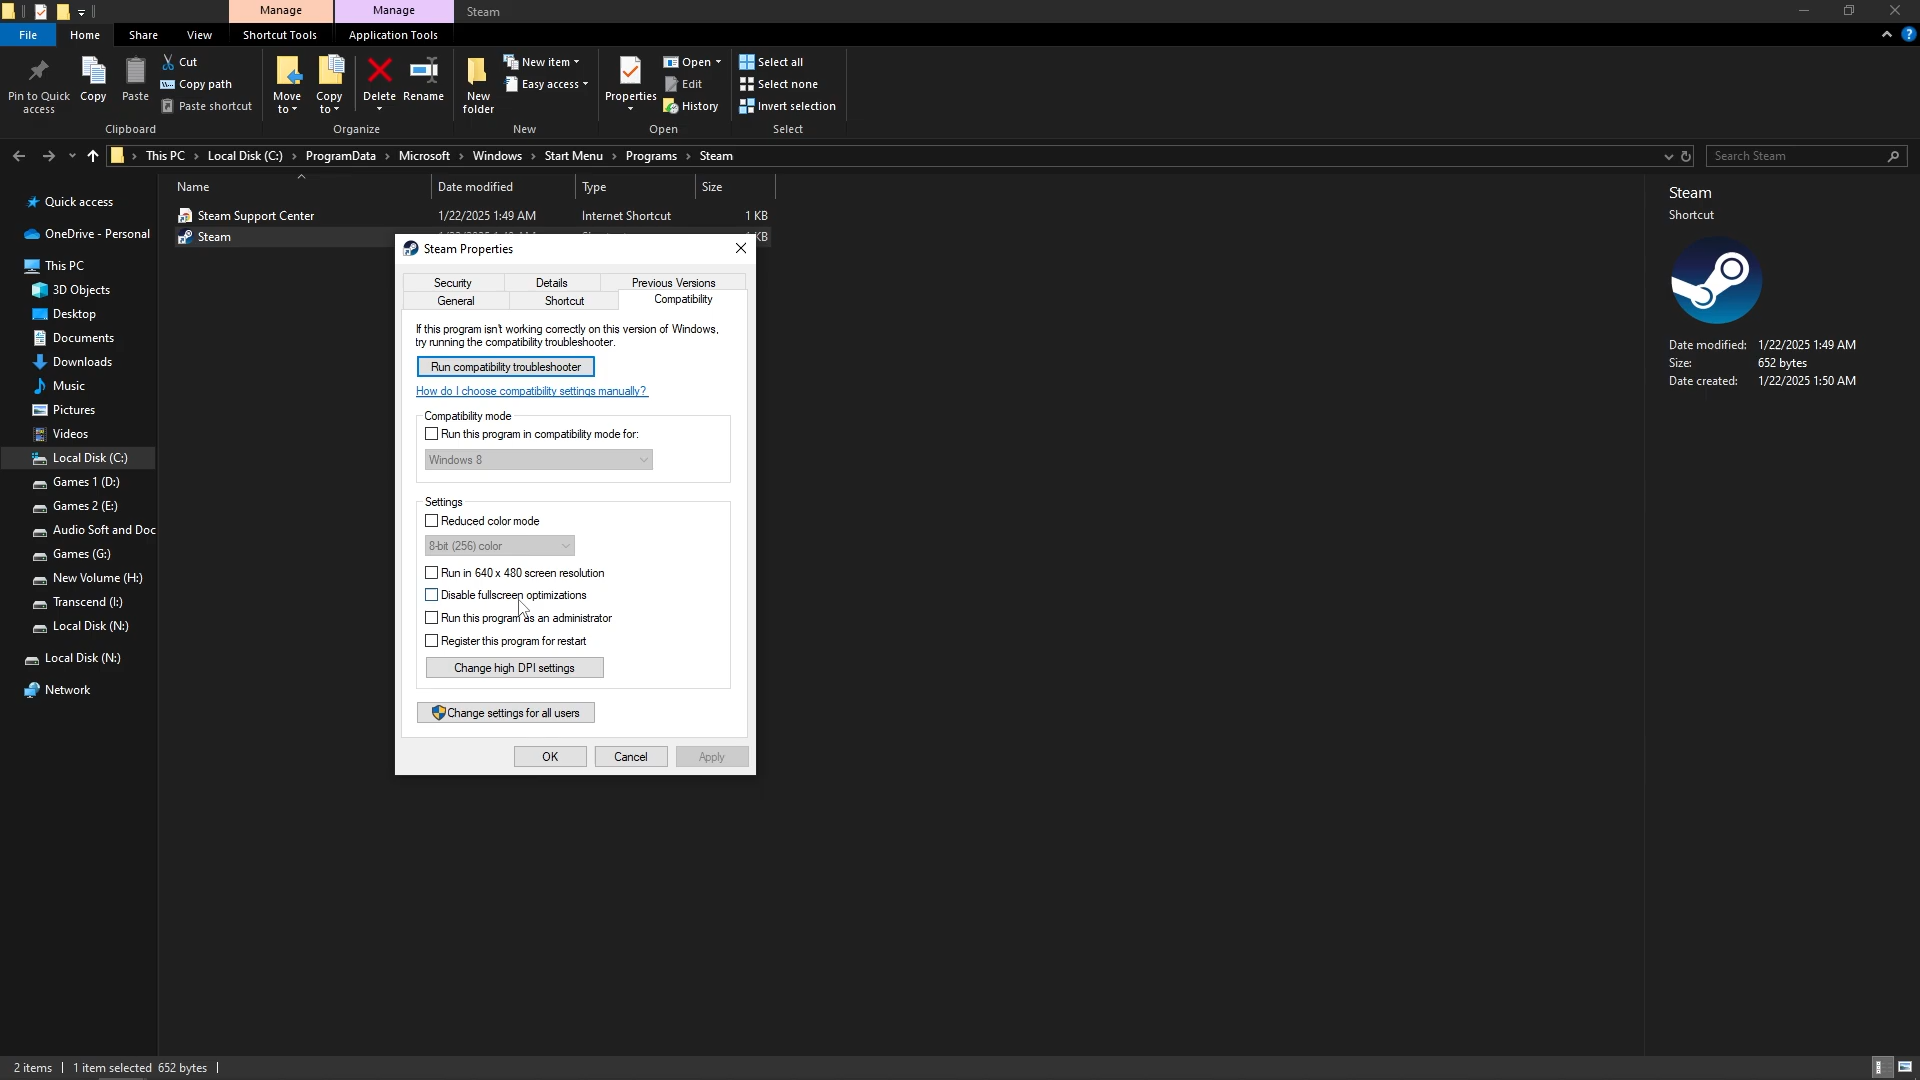 Manage
Manage
Steam
File
Home
Share
View
Shortcut Tools
Application Tools
Pin to Quick access
Copy
Paste
Cut
Copy path
Paste shortcut
Clipboard
Move to
Copy to
Delete
Rename
Organize
New folder
New item
Easy access
New
Properties
Open
Edit
History
Open
Select all
Select none
Invert selection
Select
This PC > Local Disk (C:) > ProgramData > Microsoft > Windows > Start Menu > Programs > Steam
Search Steam
Quick access
OneDrive - Personal
This PC
3D Objects
Desktop
Documents
Downloads
Music
Pictures
Videos
Local Disk (C:)
Games 1 (D:)
Games 2 (E:)
Audio Soft and Doc
Games (G:)
New Volume (H:)
Transcend (I:)
Local Disk (N:)
Local Disk (N:)
Network
Name Date modified Type Size
Steam Support Center 1/22/2025 1:49 AM Internet Shortcut 1 KB
Steam KB
Steam Properties
Security Details Previous Versions
General Shortcut Compatibility
If this program isn't working correctly on this version of Windows,
try running the compatibility troubleshooter.
Run compatibility troubleshooter
How do I choose compatibility settings manually?
Compatibility mode
Run this program in compatibility mode for:
Windows 8
Settings
Reduced color mode
8-bit (256) color
Run in 640 x 480 screen resolution
Disable fullscreen optimizations
Run this program as an administrator
Register this program for restart
Change high DPI settings
Change settings for all users
OK Cancel Apply
Steam
Shortcut
Date modified: 1/22/2025 1:49 AM
Size: 652 bytes
Date created: 1/22/2025 1:50 AM
2 items 1 item selected 652 bytes